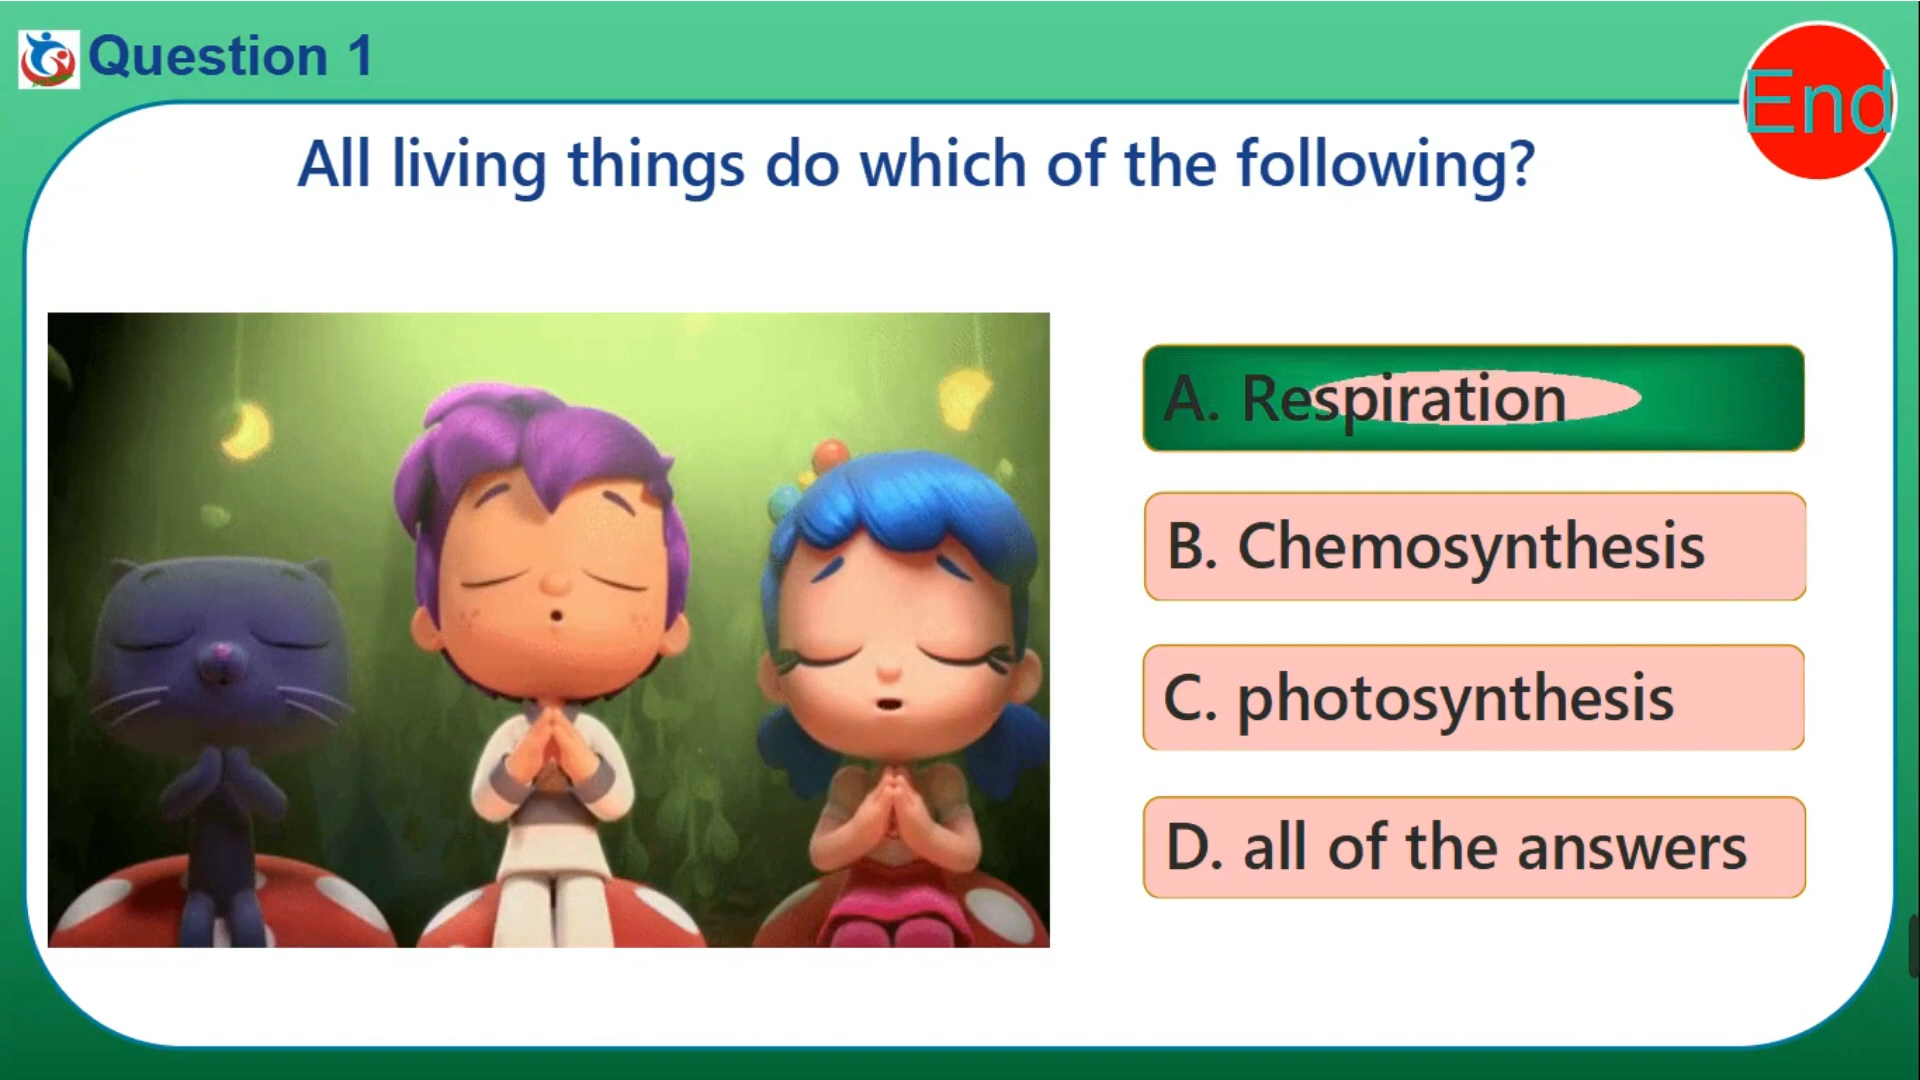 Question 1
End
All living things do which of the following?
A. Respiration
B. Chemosynthesis
C. photosynthesis
D. all of the answers